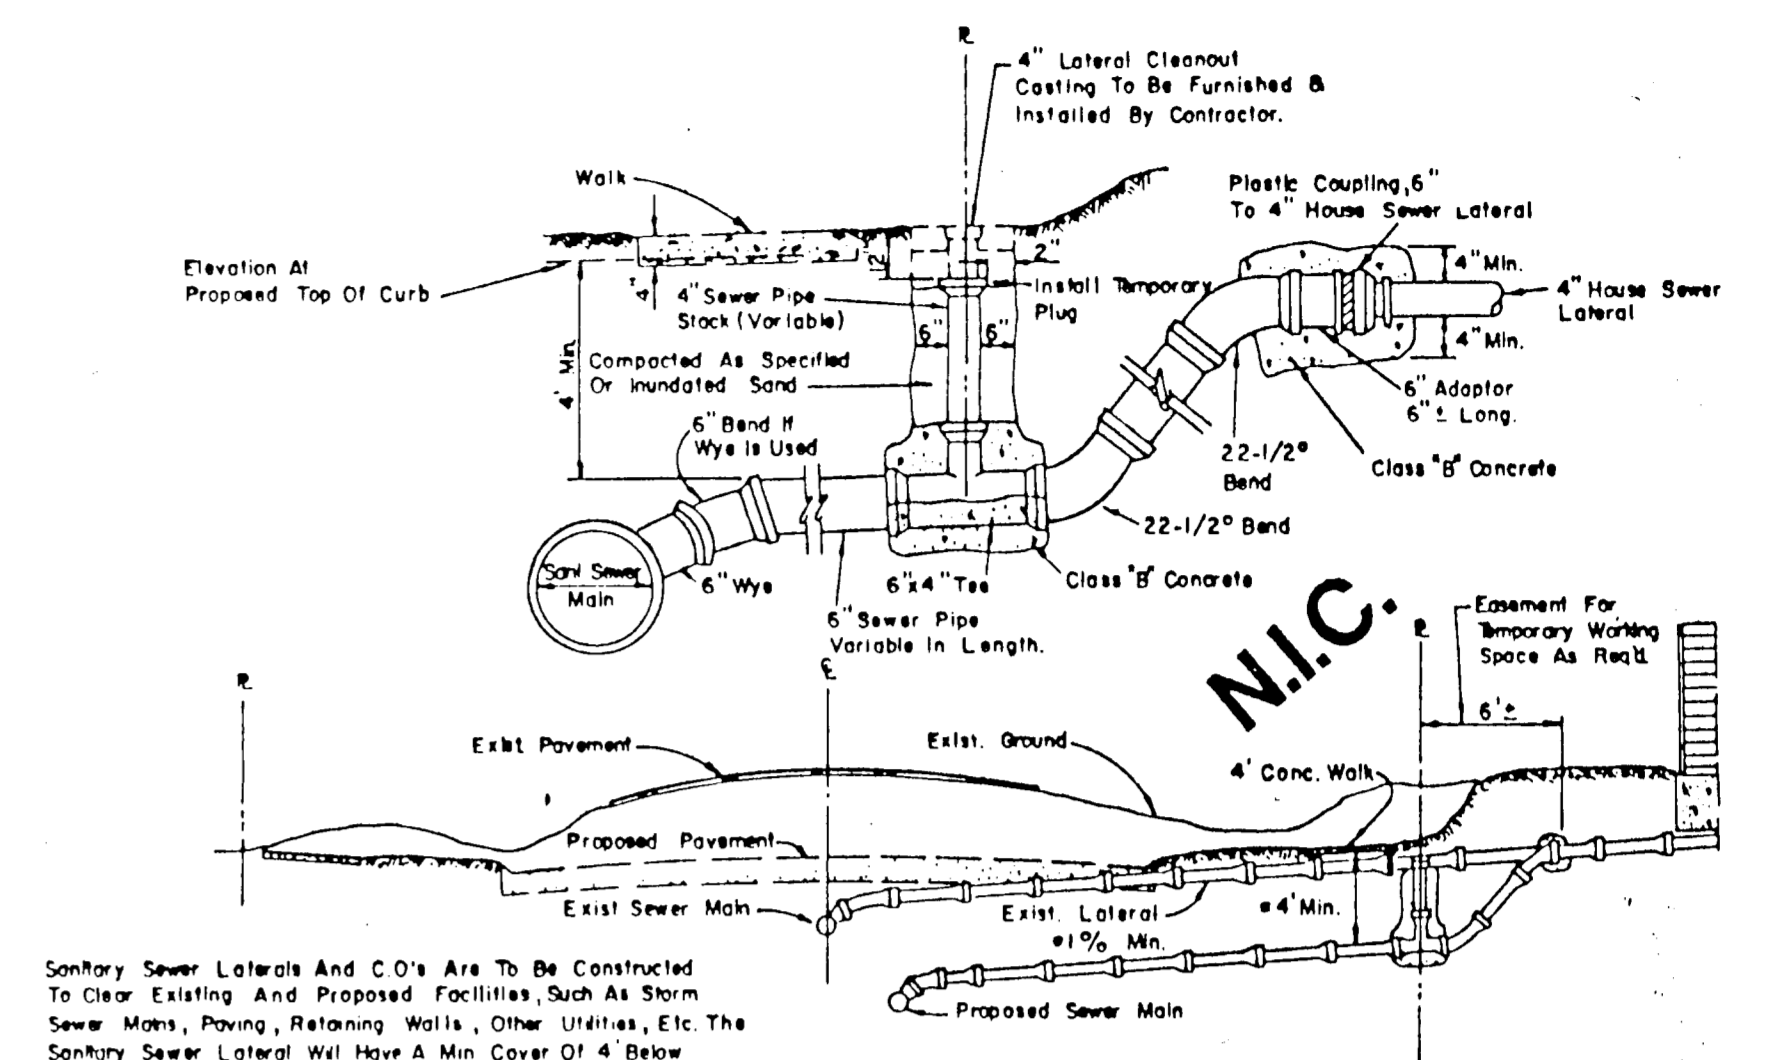 PL
4" Lateral Cleanout
Casting To Be Furnished &
Installed By Contractor.
Walk
Plastic Coupling, 6"
To 4" House Sewer Lateral
Elevation At
Proposed Top Of Curb
4"
12"
2"
4" Min.
4" Sewer Pipe
Stack (Variable)
Install Temporary
Plug
4" House Sewer
Lateral
6"
6"
4" Min.
4' Min.
Compacted As Specified
Or Inundated Sand
6" Adaptor
6" ± Long.
6" Bend If
Wye Is Used
22-1/2°
Bend
Class "B" Concrete
22-1/2° Bend
Sani Sewer
Main
6" Wye
6"x4" Tee
Class "B" Concrete
6" Sewer Pipe
Variable In Length.
N.I.C.
Easement For
Temporary Working
Space As Req'd.
PL
CL
PL
6' ±
Exist. Pavement
Exist. Ground
4' Conc. Walk
Proposed Pavement
Exist Sewer Main
Exist. Lateral
1% Min.
4' Min.
Proposed Sewer Main
Sanitary Sewer Laterals And C.O's Are To Be Constructed
To Clear Existing And Proposed Facilities, Such As Storm
Sewer Mains, Paving, Retaining Walls, Other Utilities, Etc. The
Sanitary Sewer Lateral Will Have A Min Cover Of 4' Below